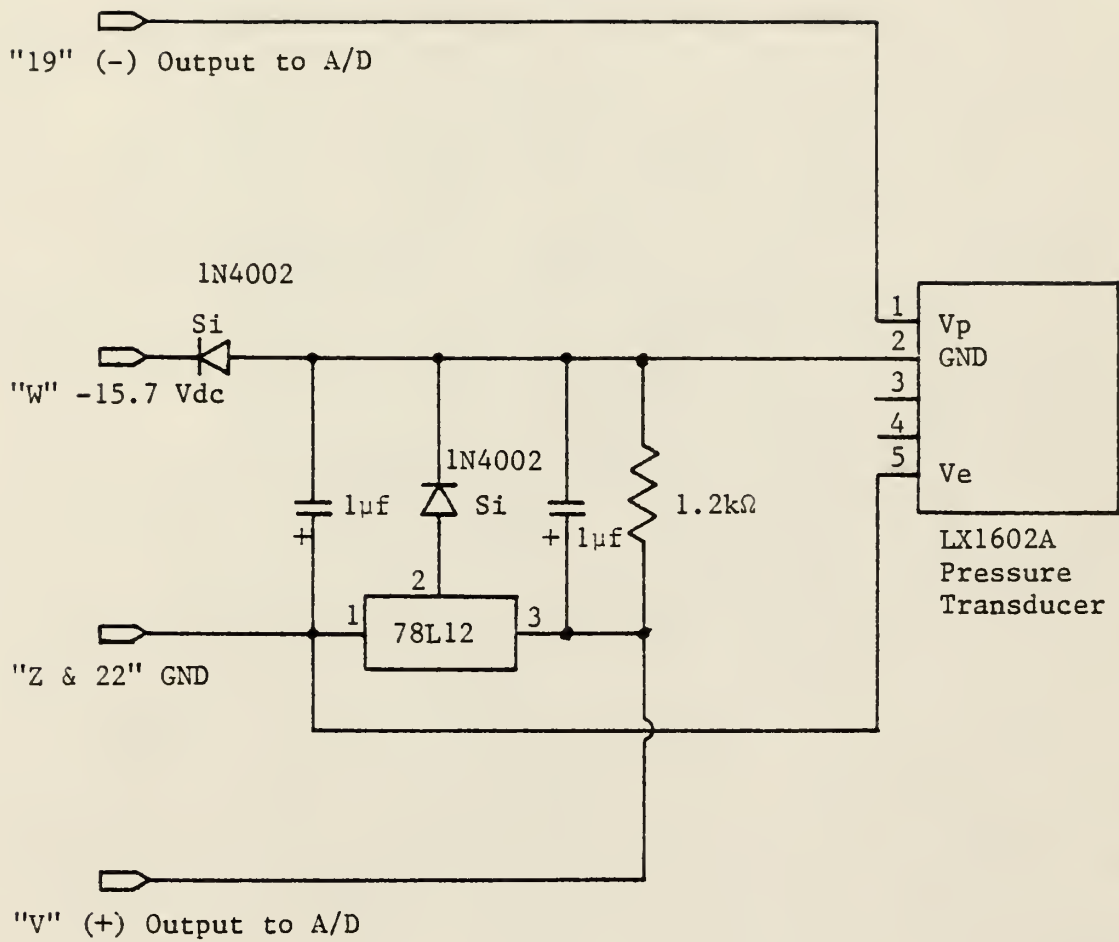 "19" (-) Output to A/D
1N4002
Si
1
Vp
2
GND
"W" -15.7 Vdc
3
4
1N4002
5
Ve
1µf
Si
+
+
1µf
1.2kΩ
LX1602A
Pressure
Transducer
2
1
78L12
3
"Z & 22" GND
"V" (+) Output to A/D